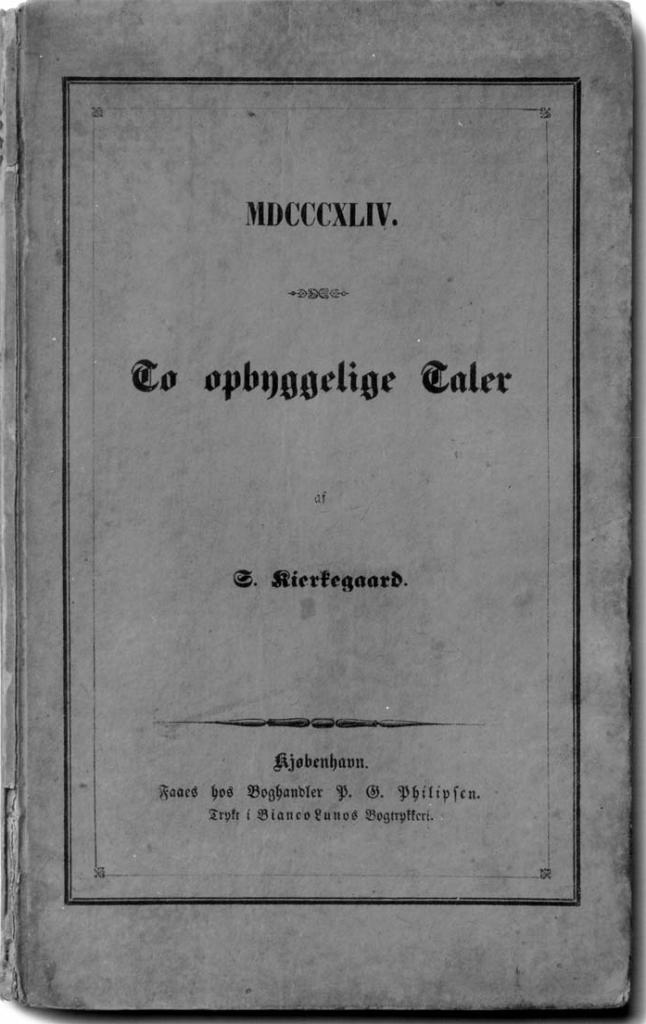 MDCCCXLIV.
To opbyggelige Taler
af
S. Kierkegaard.
Kjøbenhavn.
Faaes hos Boghandler P. G. Philipsen.
Trykt i Bianco Lunos Bogtrykkeri.